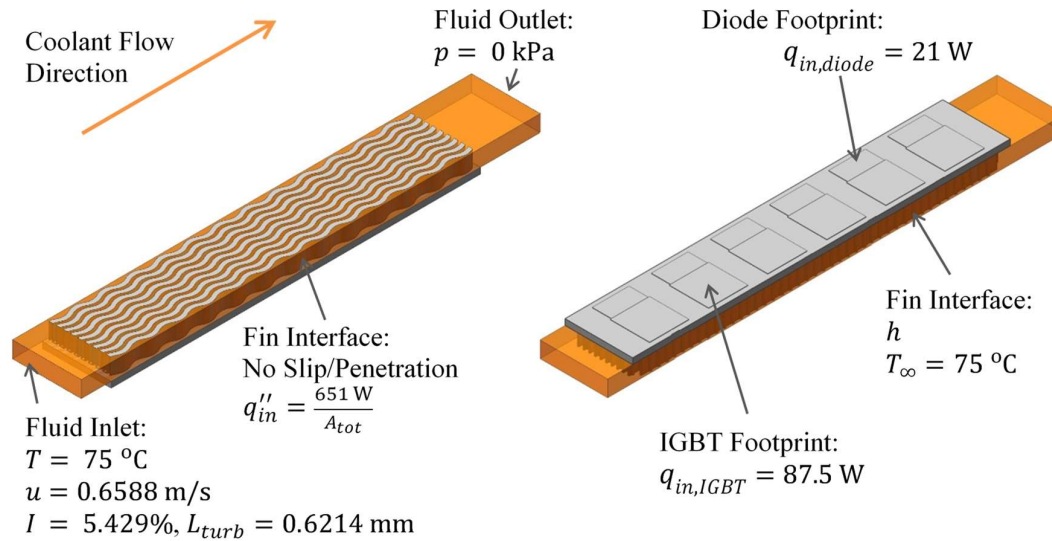 Coolant Flow
Direction
Fluid Outlet:
p = 0 kPa
Diode Footprint:
q_{in,diode} = 21 W
Fin Interface:
No Slip/Penetration
q''_{in} = \frac{651 W}{A_{tot}}
Fluid Inlet:
T = 75 °C
u = 0.6588 m/s
I = 5.429%, L_{turb} = 0.6214 mm
Fin Interface:
h
T_∞ = 75 °C
IGBT Footprint:
q_{in,IGBT} = 87.5 W